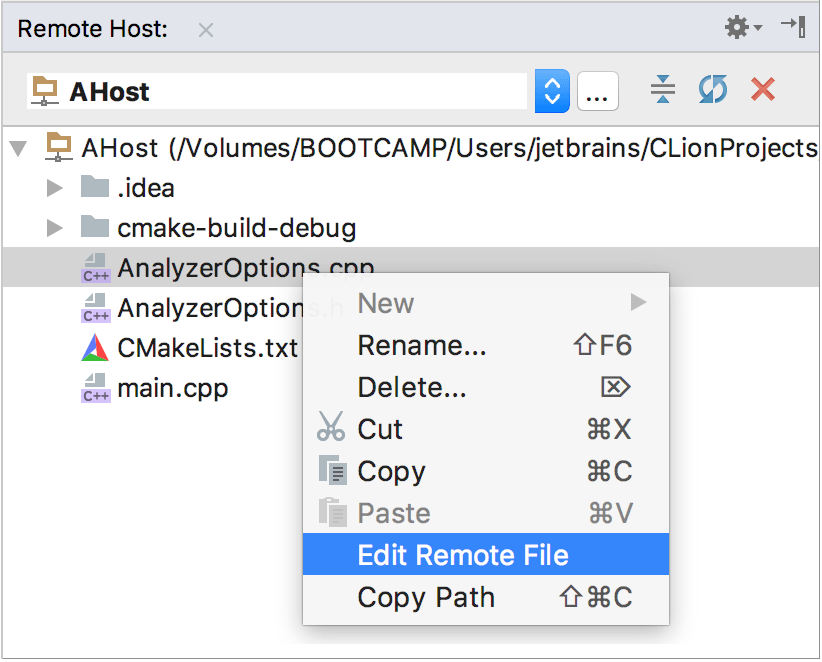 Remote Host:
AHost
...
AHost (/Volumes/BOOTCAMP/Users/jetbrains/CLionProjects
.idea
cmake-build-debug
C++ AnalyzerOptions.cpp
C++ AnalyzerOptions.h
CMakeLists.txt
C++ main.cpp
New
Rename... ⇧F6
Delete... ⌦
Cut ⌘X
Copy ⌘C
Paste ⌘V
Edit Remote File
Copy Path ⇧⌘C